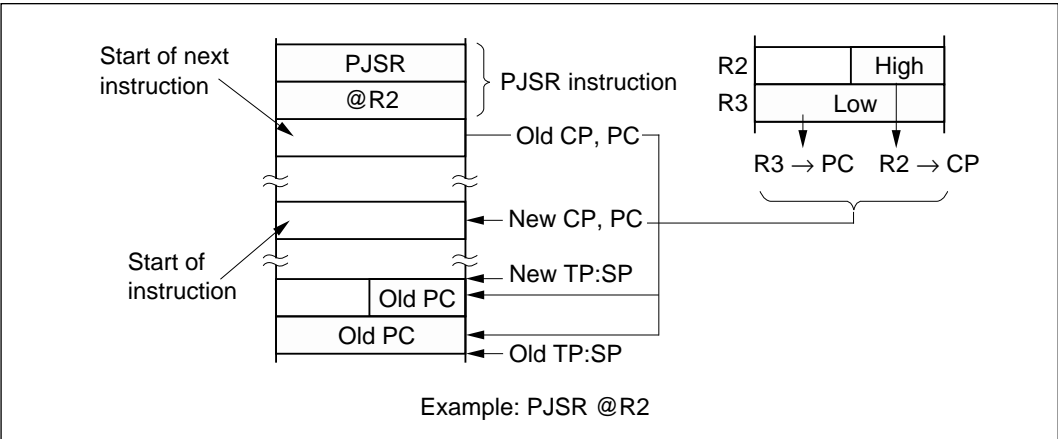 Start of next
instruction
PJSR
@R2
PJSR instruction
Old CP, PC
New CP, PC
Start of
instruction
New TP:SP
Old PC
Old PC
Old TP:SP
R2
High
R3
Low
R3 → PC
R2 → CP
Example: PJSR @R2